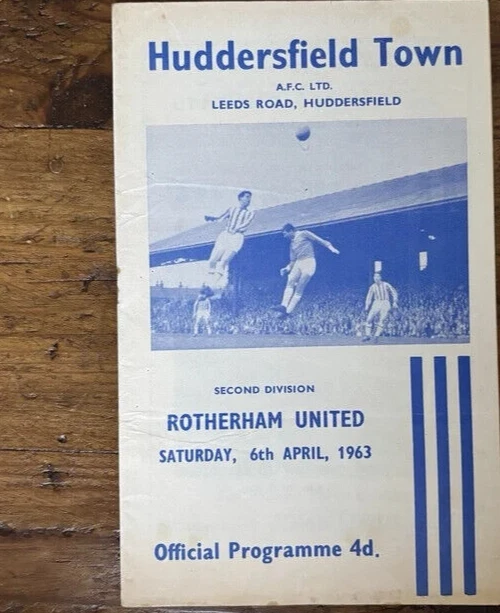 Huddersfield Town
A.F.C. LTD.
LEEDS ROAD, HUDDERSFIELD
SECOND DIVISION
ROTHERHAM UNITED
SATURDAY, 6th APRIL, 1963
Official Programme 4d.